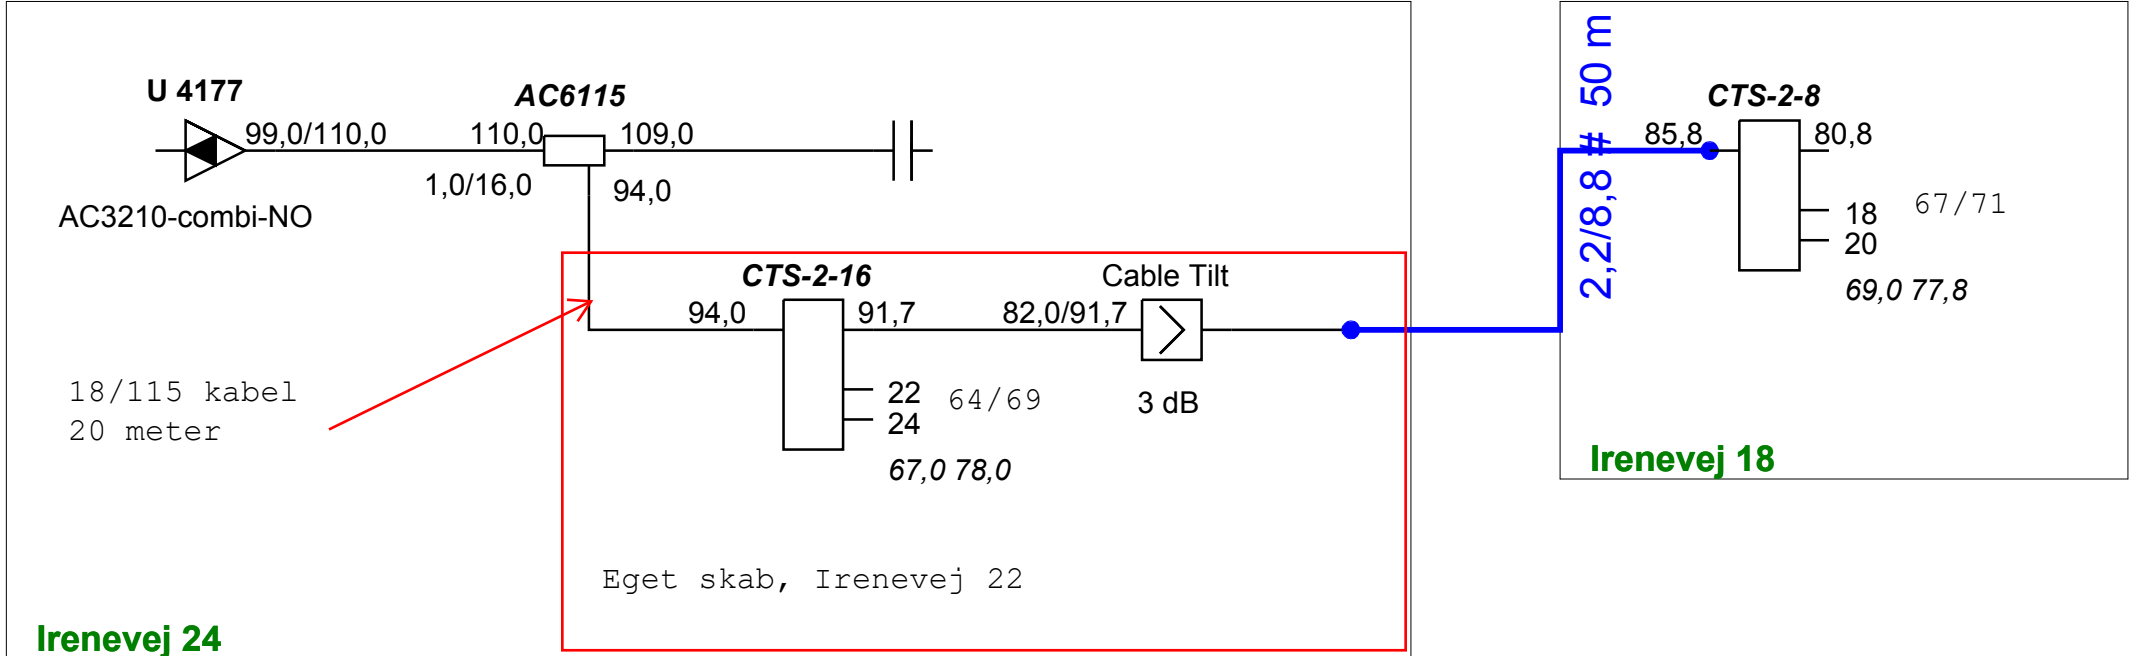 U 4177
99,0/110,0
AC3210-combi-NO
AC6115
110,0
109,0
1,0/16,0
94,0
CTS-2-16
94,0
91,7
22
24
64/69
67,0 78,0
Cable Tilt
82,0/91,7
3 dB
18/115 kabel
20 meter
Eget skab, Irenevej 22
Irenevej 24
2,2/8,8 # 50 m
CTS-2-8
85,8
80,8
18
20
67/71
69,0 77,8
Irenevej 18